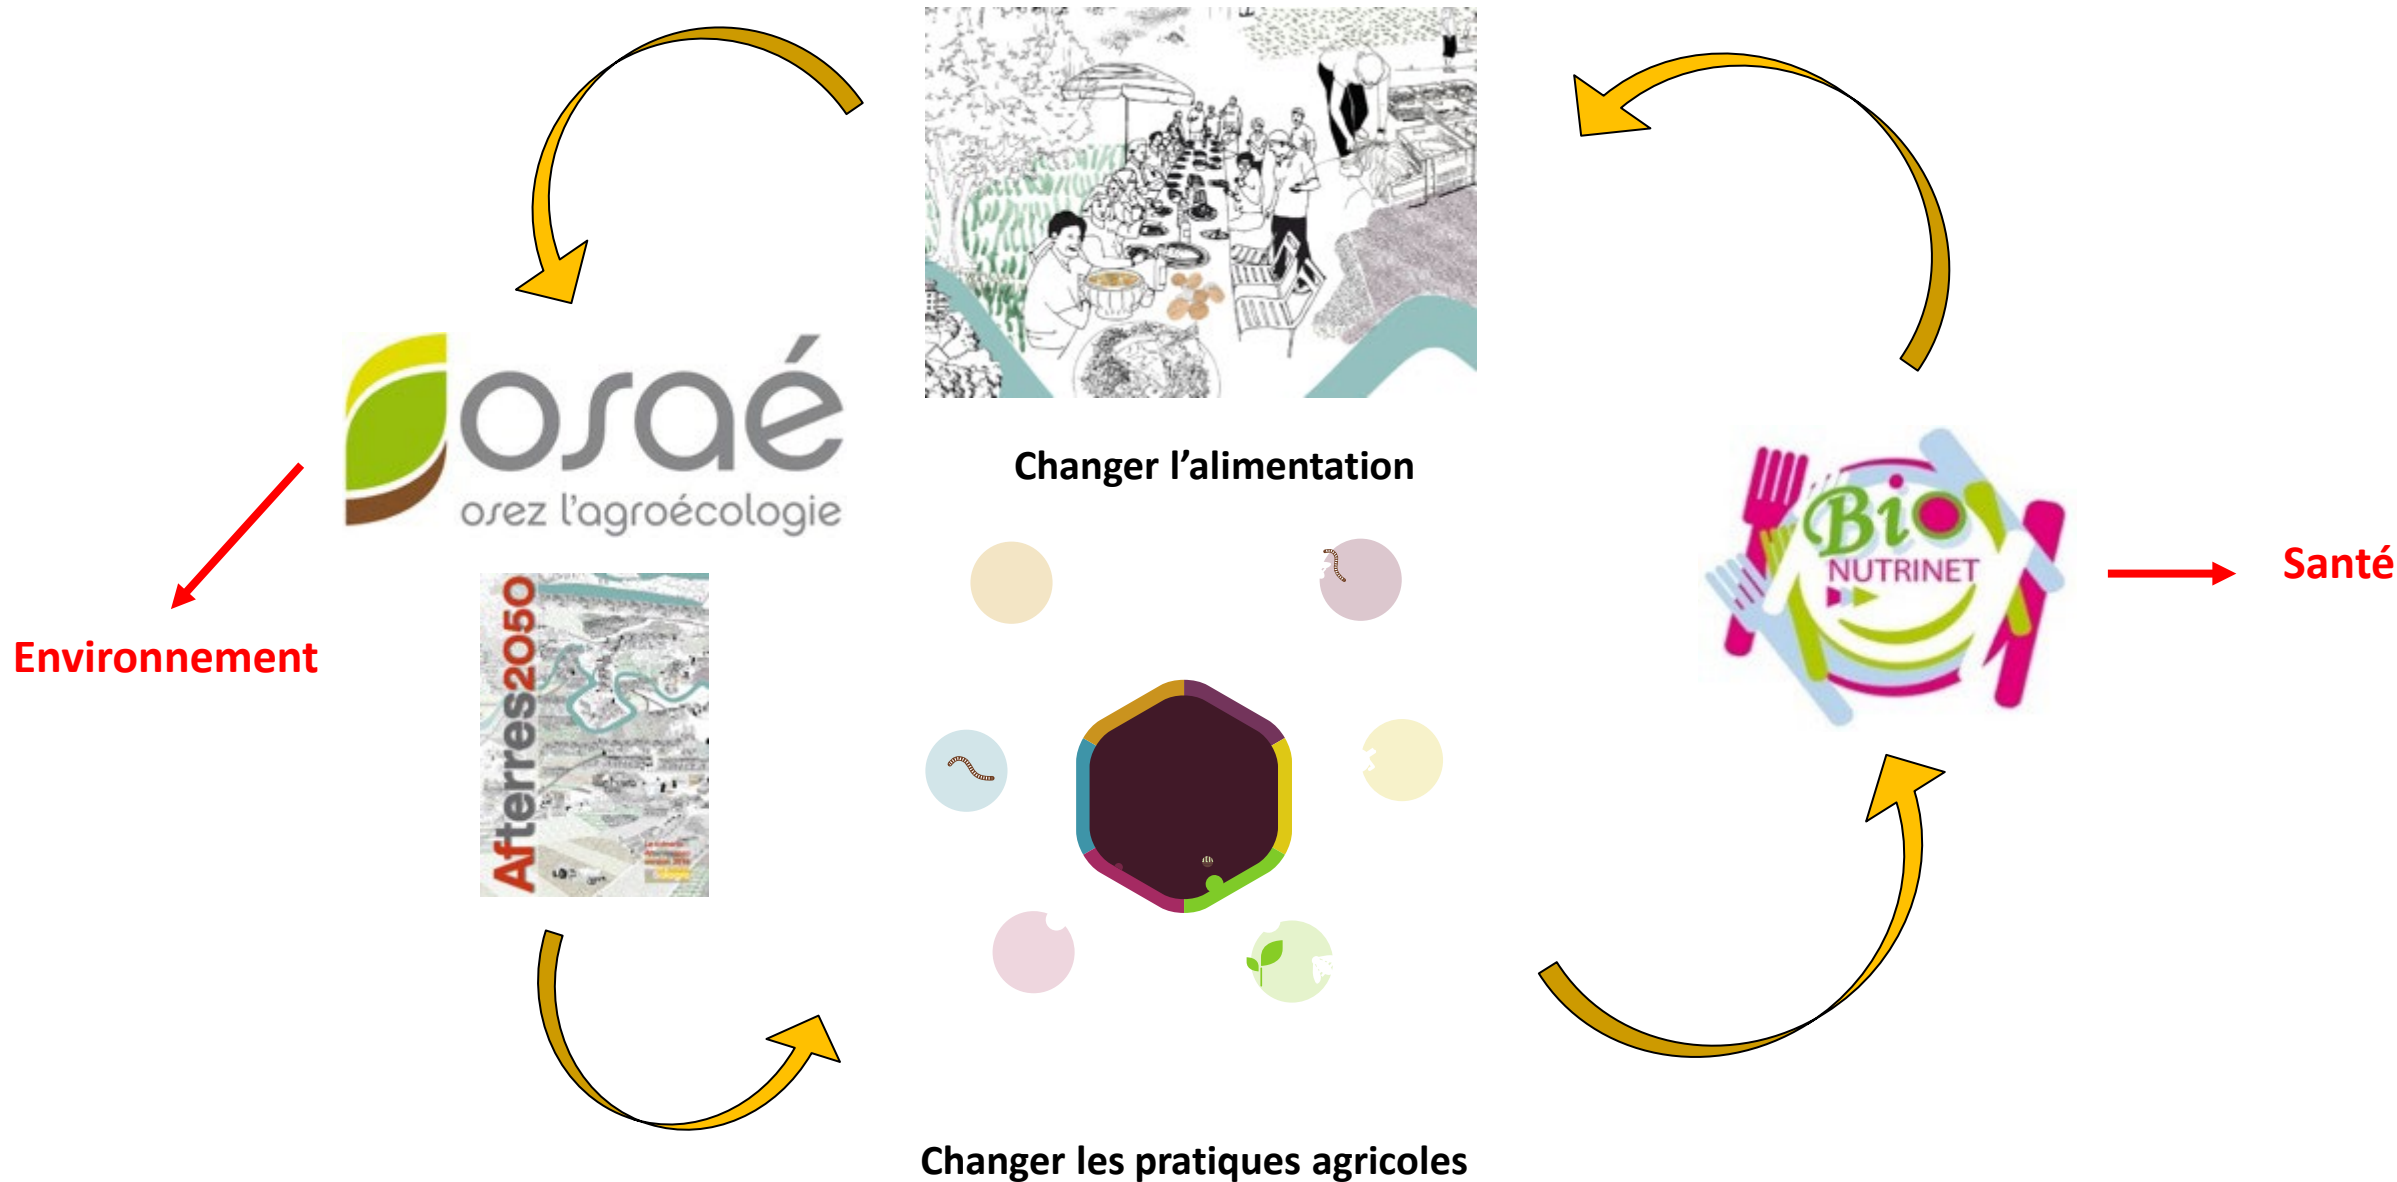 osaé
osez l'agroécologie
Changer l’alimentation
Bio
NUTRINET
Santé
Environnement
Afterres2050
Changer les pratiques agricoles